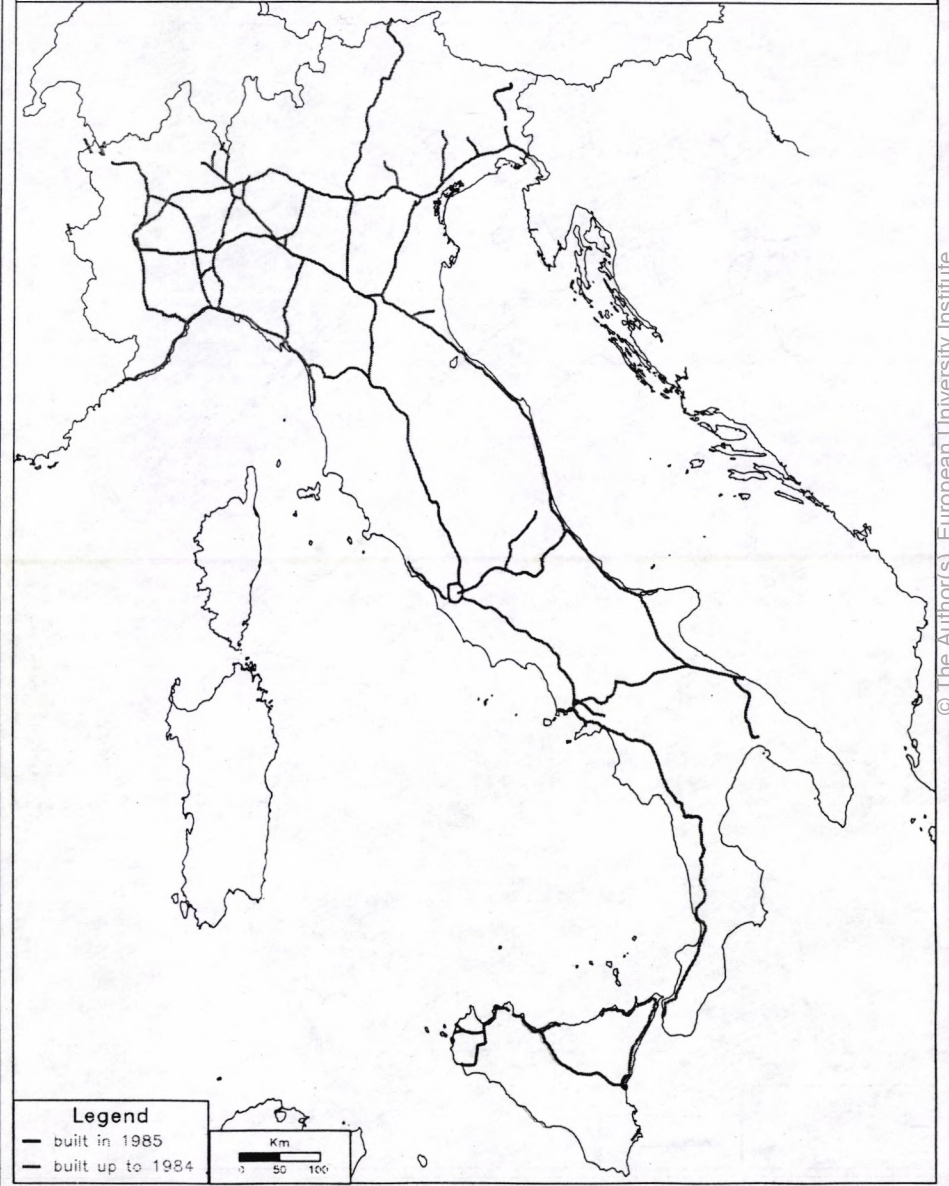 Legend
built in 1985
built up to 1984
Km
0 50 100
© The Author(s). European University Institute.